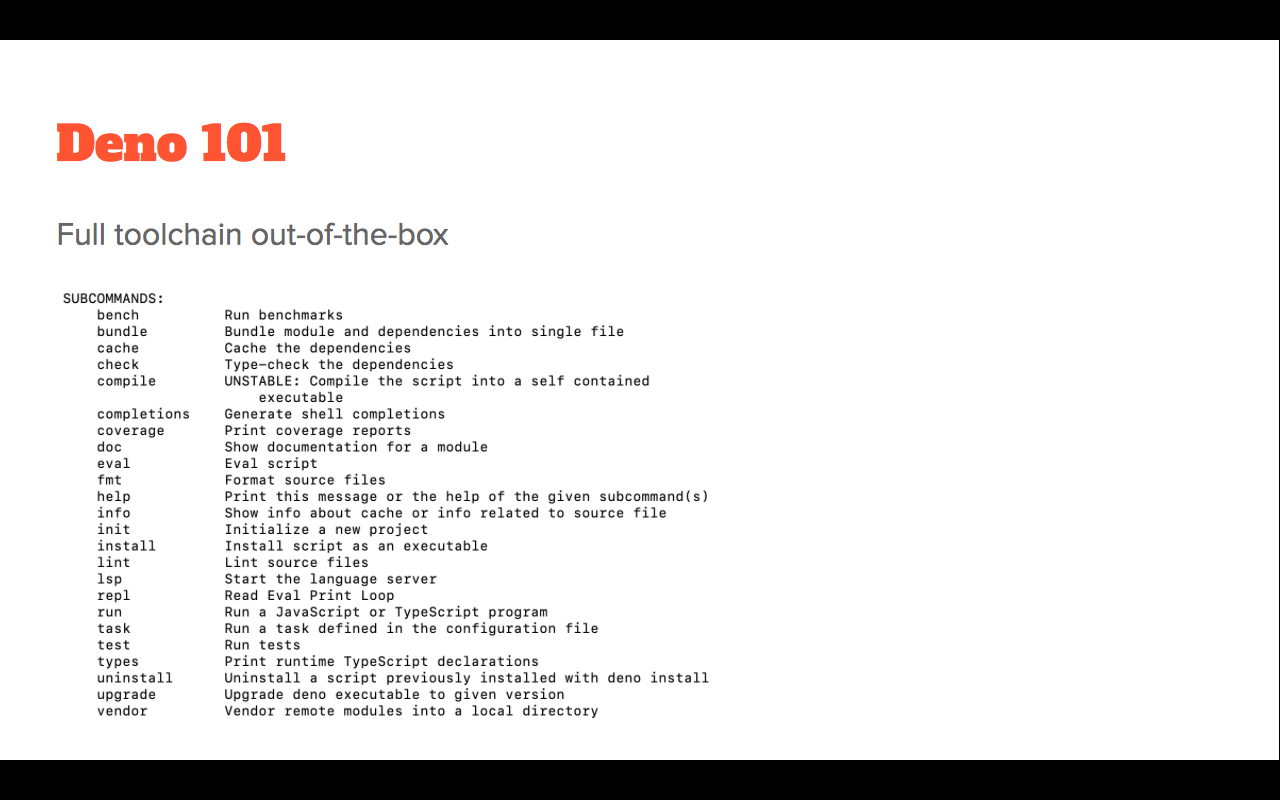 Deno 101
Full toolchain out-of-the-box
SUBCOMMANDS:
bench Run benchmarks
bundle Bundle module and dependencies into single file
cache Cache the dependencies
check Type-check the dependencies
compile UNSTABLE: Compile the script into a self contained
executable
completions Generate shell completions
coverage Print coverage reports
doc Show documentation for a module
eval Eval script
fmt Format source files
help Print this message or the help of the given subcommand(s)
info Show info about cache or info related to source file
init Initialize a new project
install Install script as an executable
lint Lint source files
lsp Start the language server
repl Read Eval Print Loop
run Run a JavaScript or TypeScript program
task Run a task defined in the configuration file
test Run tests
types Print runtime TypeScript declarations
uninstall Uninstall a script previously installed with deno install
upgrade Upgrade deno executable to given version
vendor Vendor remote modules into a local directory